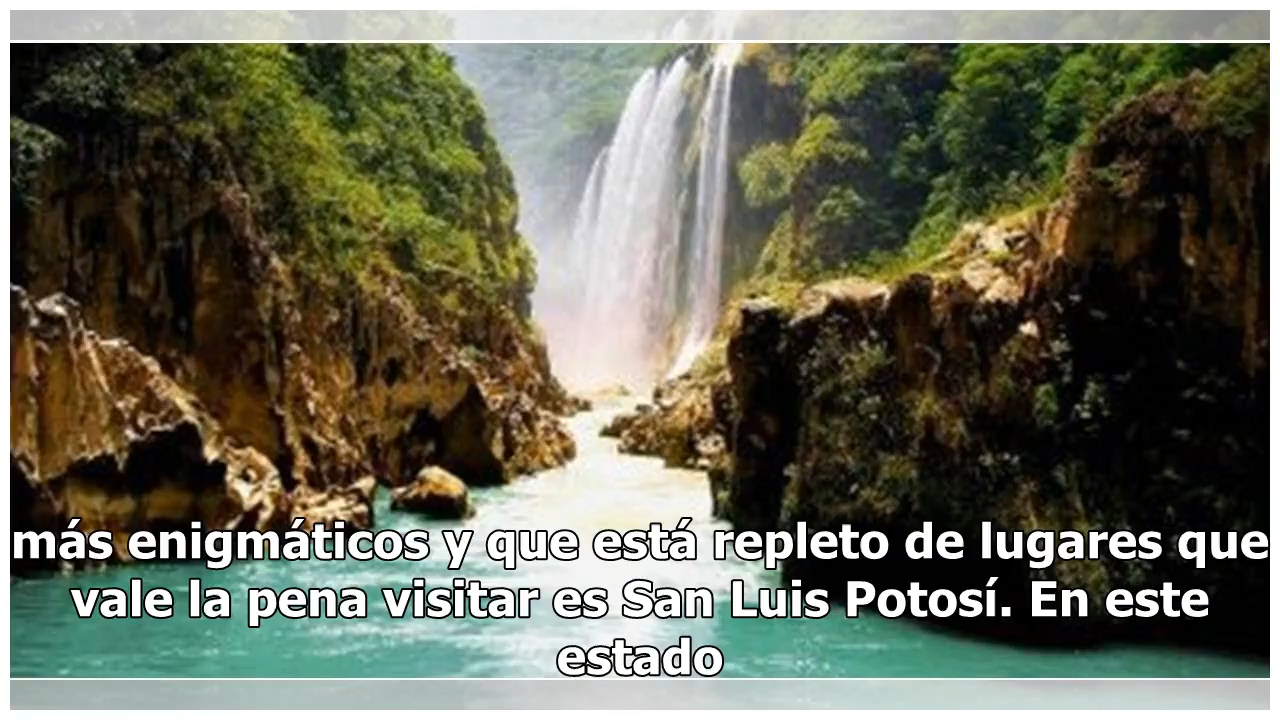 más enigmáticos y que está repleto de lugares que
vale la pena visitar es San Luis Potosí. En este
estado